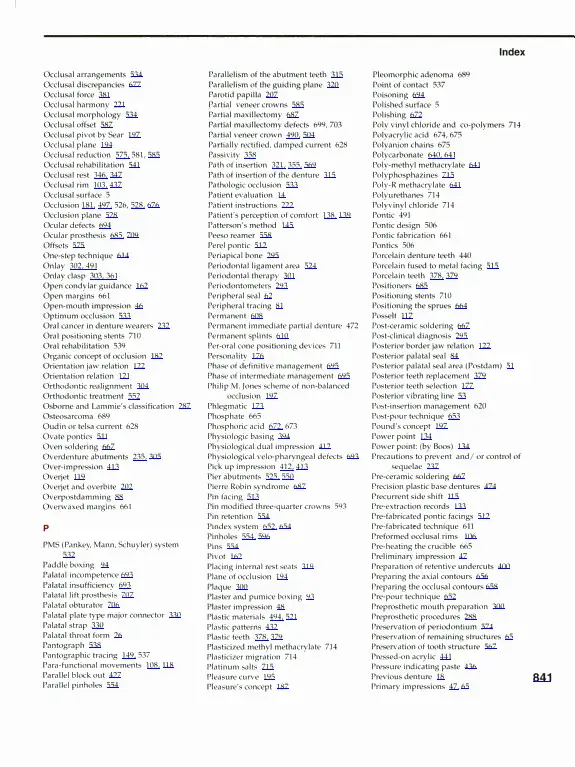 Index
Occlusal arrangements 534
Occlusal discrepancies 677
Occlusal force 381
Occlusal harmony 221
Occlusal morphology 534
Occlusal offset 587
Occlusal pivot by Sear 197
Occlusal plane 194
Occlusal reduction 575, 581, 585
Occlusal rehabilitation 541
Occlusal rest 346, 347
Occlusal rim 103, 437
Occlusal surface 5
Occlusion 181, 497, 526, 528, 676
Occlusion plane 528
Ocular defects 694
Ocular prosthesis 685, 709
Offsets 575
One-step technique 614
Onlay 302, 491
Onlay clasp 303, 361
Open condylar guidance 162
Open margins 661
Open-mouth impression 46
Optimum occlusion 533
Oral cancer in denture wearers 232
Oral positioning stents 710
Oral rehabilitation 539
Organic concept of occlusion 182
Orientation jaw relation 122
Orientation relation 121
Orthodontic realignment 304
Orthodontic treatment 552
Osborne and Lammie's classification 287
Osteosarcoma 689
Oudin or telsa current 628
Ovate pontics 511
Oven soldering 667
Overdenture abutments 235, 305
Over-impression 413
Overjet 119
Overjet and overbite 202
Overpostdamming 88
Overwaxed margins 661
P
PMS (Pankey, Mann, Schuyler) system
532
Paddle boxing 94
Palatal incompetence 693
Palatal insufficiency 693
Palatal lift prosthesis 707
Palatal obturator 706
Palatal plate type major connector 330
Palatal strap 330
Palatal throat form 26
Pantograph 538
Pantographic tracing 149, 537
Para-functional movements 108, 118
Parallel block out 427
Parallel pinholes 554
Parallelism of the abutment teeth 315
Parallelism of the guiding plane 320
Parotid papilla 207
Partial veneer crowns 585
Partial maxillectomy 687
Partial maxillectomy defects 699, 703
Partial veneer crown 490, 504
Partially rectified, damped current 628
Passivity 358
Path of insertion 321, 355, 569
Path of insertion of the denture 315
Pathologic occlusion 533
Patient evaluation 14
Patient instructions 222
Patient's perception of comfort 138, 139
Patterson's method 145
Peeso reamer 558
Perel pontic 512
Periapical bone 295
Periodontal ligament area 524
Periodontal therapy 301
Periodontometers 293
Peripheral seal 62
Peripheral tracing 81
Permanent 608
Permanent immediate partial denture 472
Permanent splints 610
Per-oral cone positioning devices 711
Personality 176
Phase of definitive management 695
Phase of intermediate management 695
Philip M. Jones scheme of non-balanced
occlusion 197
Phlegmatic 173
Phosphate 665
Phosphoric acid 672, 673
Physiologic basing 394
Physiological dual impression 412
Physiological velo-pharyngeal defects 693
Pick up impression 412, 413
Pier abutments 525, 550
Pierre Robin syndrome 687
Pin facing 513
Pin modified three-quarter crowns 593
Pin retention 554
Pindex system 652, 654
Pinholes 554, 596
Pins 554
Pivot 162
Placing internal rest seats 319
Plane of occlusion 194
Plaque 300
Plaster and pumice boxing 93
Plaster impression 48
Plastic materials 494, 521
Plastic patterns 432
Plastic teeth 378, 379
Plasticized methyl methacrylate 714
Plasticizer migration 714
Platinum salts 715
Pleasure curve 195
Pleasure's concept 187
Pleomorphic adenoma 689
Point of contact 537
Poisoning 694
Polished surface 5
Polishing 672
Poly vinyl chloride and co-polymers 714
Polyacrylic acid 674, 675
Polyanion chains 675
Polycarbonate 640, 641
Poly-methyl methacrylate 641
Polyphosphazines 715
Poly-R methacrylate 641
Polyurethanes 714
Polyvinyl chloride 714
Pontic 491
Pontic design 506
Pontic fabrication 661
Pontics 506
Porcelain denture teeth 440
Porcelain fused to metal facing 515
Porcelain teeth 378, 379
Positioners 685
Positioning stents 710
Positioning the sprues 664
Posselt 117
Post-ceramic soldering 667
Post-clinical diagnosis 295
Posterior border jaw relation 122
Posterior palatal seal 84
Posterior palatal seal area (Postdam) 51
Posterior teeth replacement 379
Posterior teeth selection 177
Posterior vibrating line 53
Post-insertion management 620
Post-pour technique 653
Pound's concept 197
Power point 134
Power point: (by Boos) 134
Precautions to prevent and/ or control of
sequelae 237
Pre-ceramic soldering 667
Precision plastic base dentures 474
Precurrent side shift 115
Pre-extraction records 133
Pre-fabricated pontic facings 512
Pre-fabricated technique 611
Preformed occlusal rims 106
Pre-heating the crucible 665
Preliminary impression 47
Preparation of retentive undercuts 400
Preparing the axial contours 656
Preparing the occlusal contours 658
Pre-pour technique 652
Preprosthetic mouth preparation 300
Preprosthetic procedures 288
Preservation of periodontium 574
Preservation of remaining structures 65
Preservation of tooth structure 567
Pressed-on acrylic 441
Pressure indicating paste 436
Previous denture 18
Primary impressions 47, 65
841